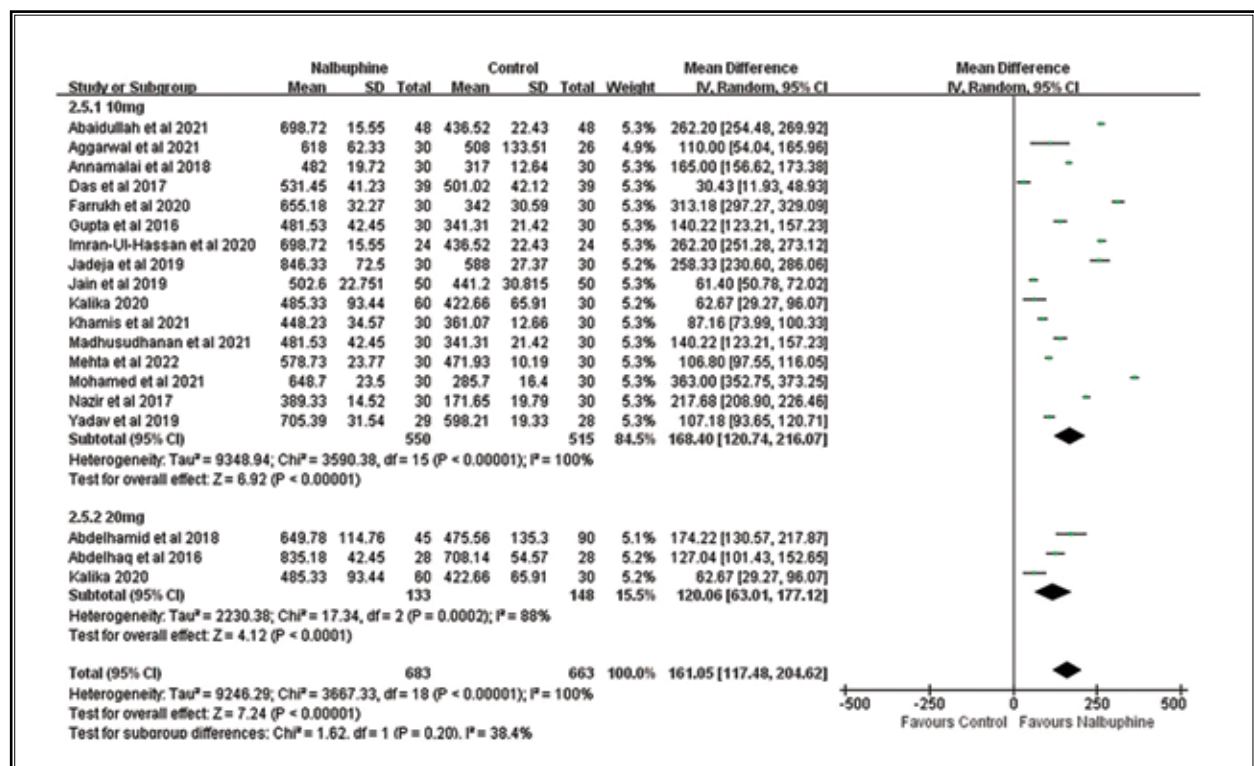 Nalbuphine Control Mean Difference Mean Difference
Study or Subgroup Mean SD Total Mean SD Total Weight IV, Random, 95% CI IV, Random, 95% CI
2.5.1 10mg
Abaidullah et al 2021 698.72 15.55 48 436.52 22.43 48 5.3% 262.20 [254.48, 269.92]
Aggarwal et al 2021 618 62.33 30 508 133.51 26 4.9% 110.00 [54.04, 165.96]
Annamalai et al 2018 482 19.72 30 317 12.64 30 5.3% 165.00 [156.62, 173.38]
Das et al 2017 531.45 41.23 39 501.02 42.12 39 5.3% 30.43 [11.93, 48.93]
Farrukh et al 2020 655.18 32.27 30 342 30.59 30 5.3% 313.18 [297.27, 329.09]
Gupta et al 2016 481.53 42.45 30 341.31 21.42 30 5.3% 140.22 [123.21, 157.23]
Imran-Ul-Hassan et al 2020 698.72 15.55 24 436.52 22.43 24 5.3% 262.20 [251.28, 273.12]
Jadeja et al 2019 846.33 72.5 30 588 27.37 30 5.2% 258.33 [230.60, 286.06]
Jain et al 2019 502.6 22.751 50 441.2 30.815 50 5.3% 61.40 [50.78, 72.02]
Kalika 2020 485.33 93.44 60 422.66 65.91 30 5.2% 62.67 [29.27, 96.07]
Khamis et al 2021 448.23 34.57 30 361.07 12.66 30 5.3% 87.16 [73.99, 100.33]
Madhusudhanan et al 2021 481.53 42.45 30 341.31 21.42 30 5.3% 140.22 [123.21, 157.23]
Mehta et al 2022 578.73 23.77 30 471.93 10.19 30 5.3% 106.80 [97.55, 116.05]
Mohamed et al 2021 648.7 23.5 30 285.7 16.4 30 5.3% 363.00 [352.75, 373.25]
Nazir et al 2017 389.33 14.52 30 171.65 19.79 30 5.3% 217.68 [208.90, 226.46]
Yadav et al 2019 705.39 31.54 29 598.21 19.33 28 5.3% 107.18 [93.65, 120.71]
Subtotal (95% CI) 550 515 84.5% 168.40 [120.74, 216.07]
Heterogeneity: Tau² = 9348.94; Chi² = 3590.38, df = 15 (P < 0.00001); I² = 100%
Test for overall effect: Z = 6.92 (P < 0.00001)
2.5.2 20mg
Abdelhamid et al 2018 649.78 114.76 45 475.56 135.3 90 5.1% 174.22 [130.57, 217.87]
Abdelhaq et al 2016 835.18 42.45 28 708.14 54.57 28 5.2% 127.04 [101.43, 152.65]
Kalika 2020 485.33 93.44 60 422.66 65.91 30 5.2% 62.67 [29.27, 96.07]
Subtotal (95% CI) 133 148 15.5% 120.06 [63.01, 177.12]
Heterogeneity: Tau² = 2230.38; Chi² = 17.34, df = 2 (P = 0.0002); I² = 88%
Test for overall effect: Z = 4.12 (P < 0.0001)
Total (95% CI) 683 663 100.0% 161.05 [117.48, 204.62]
Heterogeneity: Tau² = 9246.29; Chi² = 3667.33, df = 18 (P < 0.00001); I² = 100%
Test for overall effect: Z = 7.24 (P < 0.00001)
Test for subgroup differences: Chi² = 1.62, df = 1 (P = 0.20), I² = 38.4%
-500 -250 0 250 500
Favours Control Favours Nalbuphine